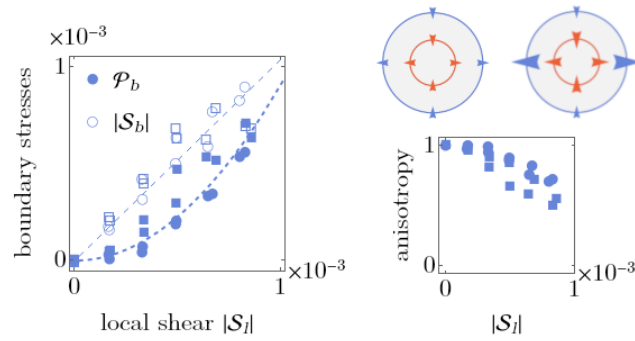 ×10⁻³
1
𝒫_b
|𝒮_b|
boundary stresses
0
0
1
×10⁻³
local shear |𝒮_l|
1
anisotropy
0
0
1
×10⁻³
|𝒮_l|